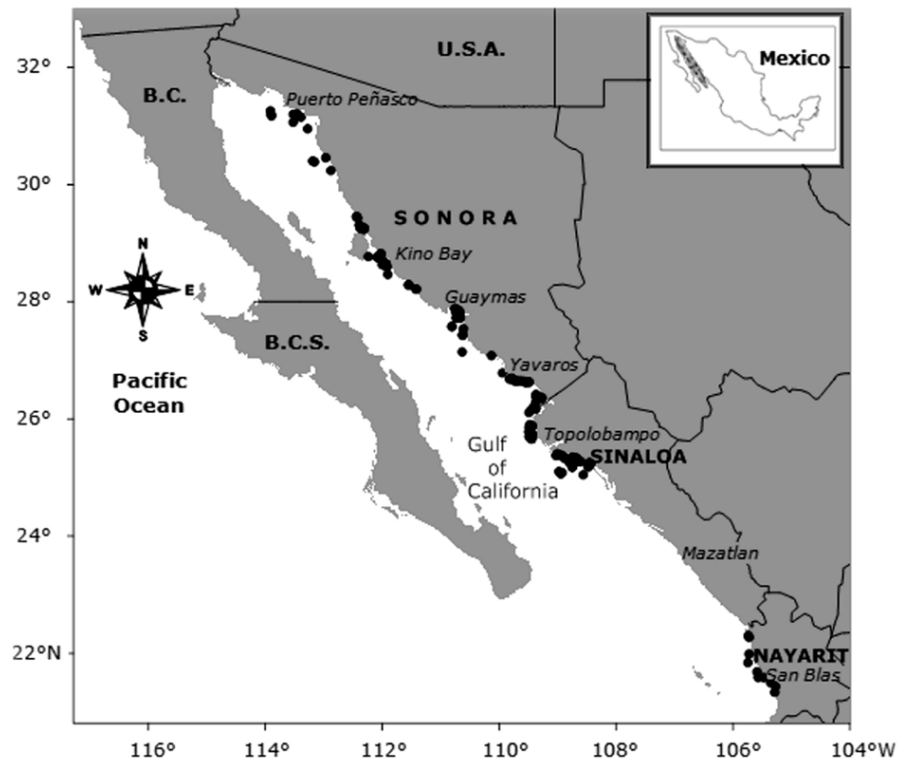 U.S.A.
Mexico
32°
B.C.
Puerto Peñasco
30°
SONORA
Kino Bay
N
W E
S
28°
Guaymas
B.C.S.
Pacific
Ocean
Yavaros
26°
Topolobampo
Gulf
of
California
SINALOA
24°
Mazatlan
22°N
NAYARIT
San Blas
116° 114° 112° 110° 108° 106° 104°W